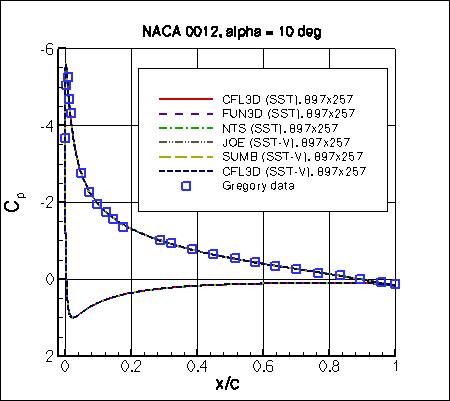 NACA 0012, alpha = 10 deg
-6
CFL3D (SST), 897x257
FUN3D (SST), 897x257
NTS (SST), 897x257
JOE (SST-V), 897x257
SUMB (SST-V), 897x257
CFL3D (SST-V), 897x257
Gregory data
-4
Cp
-2
0
2
0 0.2 0.4 0.6 0.8 1
x/c